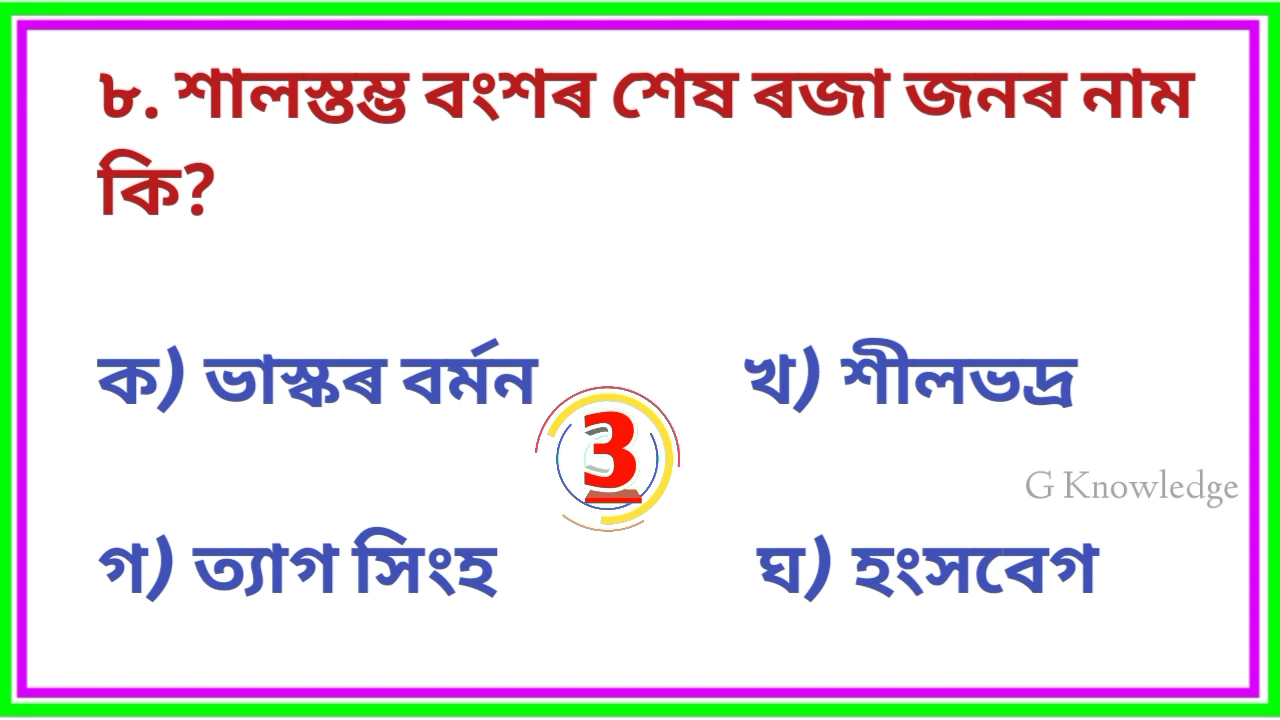 ৮. শালস্তম্ভ বংশৰ শেষ ৰজা জনৰ নাম
কি?
ক) ভাস্কৰ বৰ্মন
খ) শীলভদ্ৰ
3
G Knowledge
গ) ত্যাগ সিংহ
ঘ) হংসবেগ